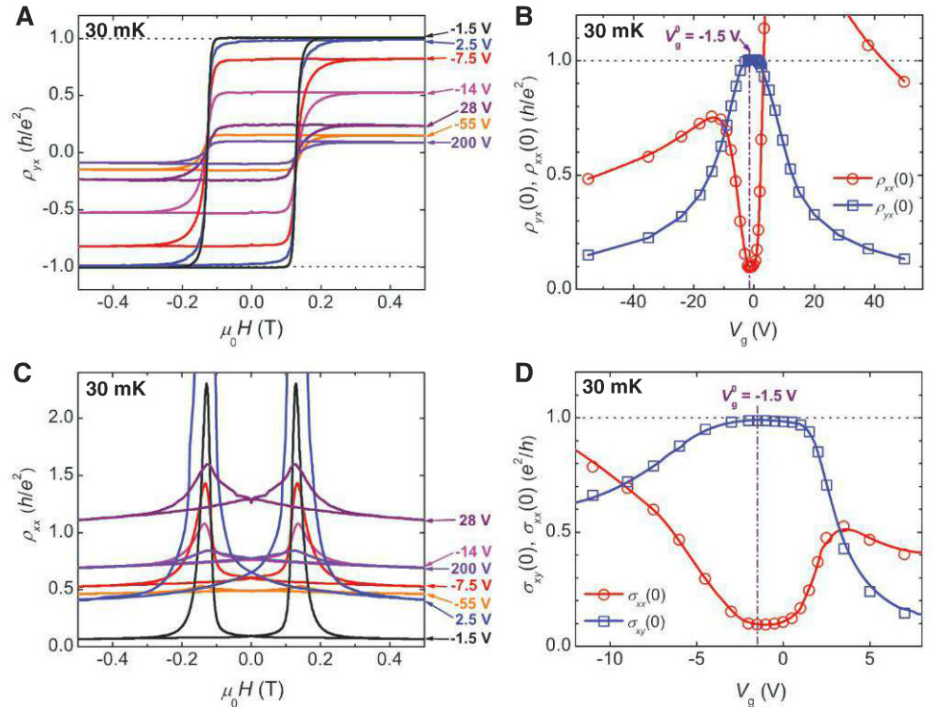 A
30 mK
ρyx (h/e²)
1.0
0.5
0.0
-0.5
-1.0
-0.4 -0.2 0.0 0.2 0.4
μ₀H (T)
-1.5 V
2.5 V
-7.5 V
-14 V
28 V
-55 V
200 V
B
30 mK
Vg⁰ = -1.5 V
ρyx(0), ρxx(0) (h/e²)
1.0
0.5
0.0
ρxx(0)
ρyx(0)
-40 -20 0 20 40
Vg (V)
C
30 mK
ρxx (h/e²)
2.0
1.5
1.0
0.5
0.0
28 V
-14 V
200 V
-7.5 V
-55 V
2.5 V
-1.5 V
-0.4 -0.2 0.0 0.2 0.4
μ₀H (T)
D
30 mK
Vg⁰ = -1.5 V
σxy(0), σxx(0) (e²/h)
1.0
0.5
0.0
σxx(0)
σxy(0)
-10 -5 0 5
Vg (V)